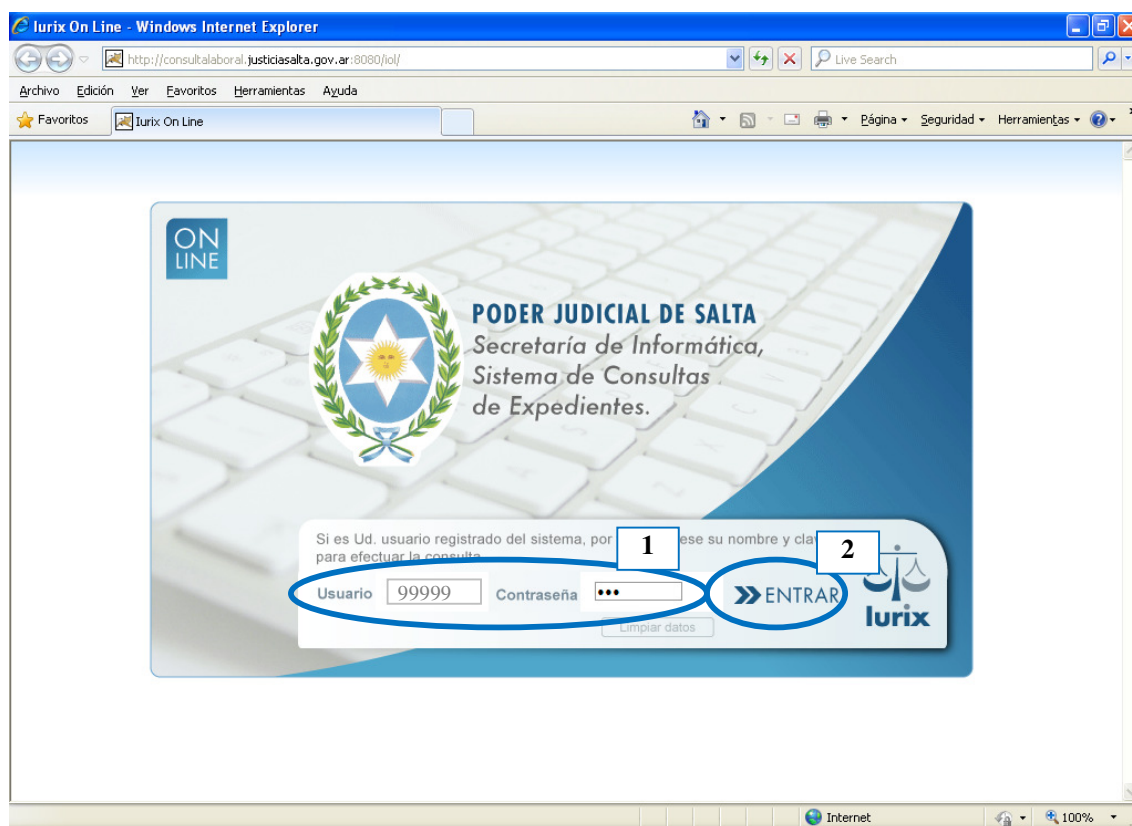 Iurix On Line - Windows Internet Explorer
http://consultalaboral.justiciasalta.gov.ar:8080/iol/
Live Search
Archivo Edición Ver Favoritos Herramientas Ayuda
Favoritos Iurix On Line Página Seguridad Herramientas
ON
LINE
PODER JUDICIAL DE SALTA
Secretaría de Informática,
Sistema de Consultas
de Expedientes.
Si es Ud. usuario registrado del sistema, por 1 ese su nombre y cla 2
para efectuar la consulta
Usuario 99999 Contraseña ••• ENTRAR
Iurix
Limpiar datos
Internet 100%